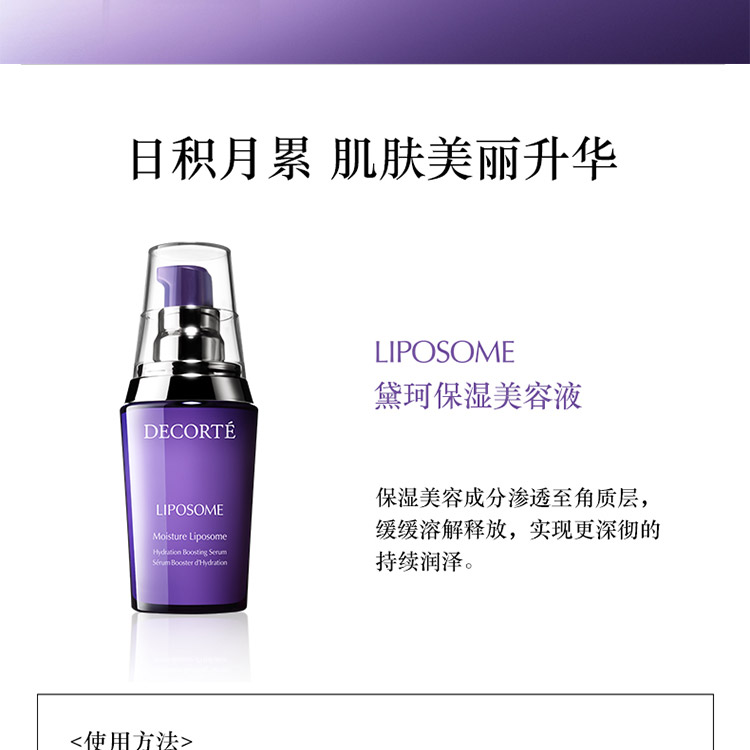 日积月累 肌肤美丽升华
LIPOSOME
黛珂保湿美容液
DECORTÉ
LIPOSOME
Moisture Liposome
Hydration Boosting Serum
Sérum Booster d'Hydration
保湿美容成分渗透至角质层，
缓缓溶解释放，实现更深彻的
持续润泽。
<使用方法>